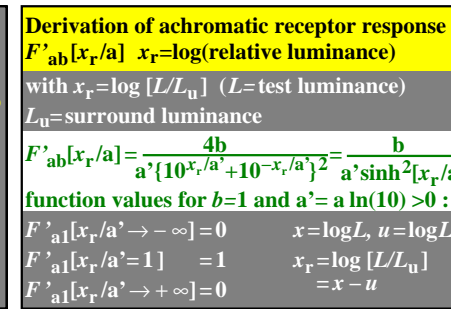 Derivation of achromatic receptor response
F’ab[xr/a] xr=log(relative luminance)
with xr=log [L/Lu] (L=test luminance)
Lu=surround luminance
F’ab[xr/a]= 4b / a’{10^xr/a’+10^–xr/a’}^2 = b / a’sinh^2[xr/a
function values for b=1 and a’= a ln(10) >0 :
F’a1[xr/a’→ – ∞]=0 x=logL, u=logL
F’a1[xr/a’=1] =1 xr=log [L/Lu]
F’a1[xr/a’→ + ∞]=0 =x – u